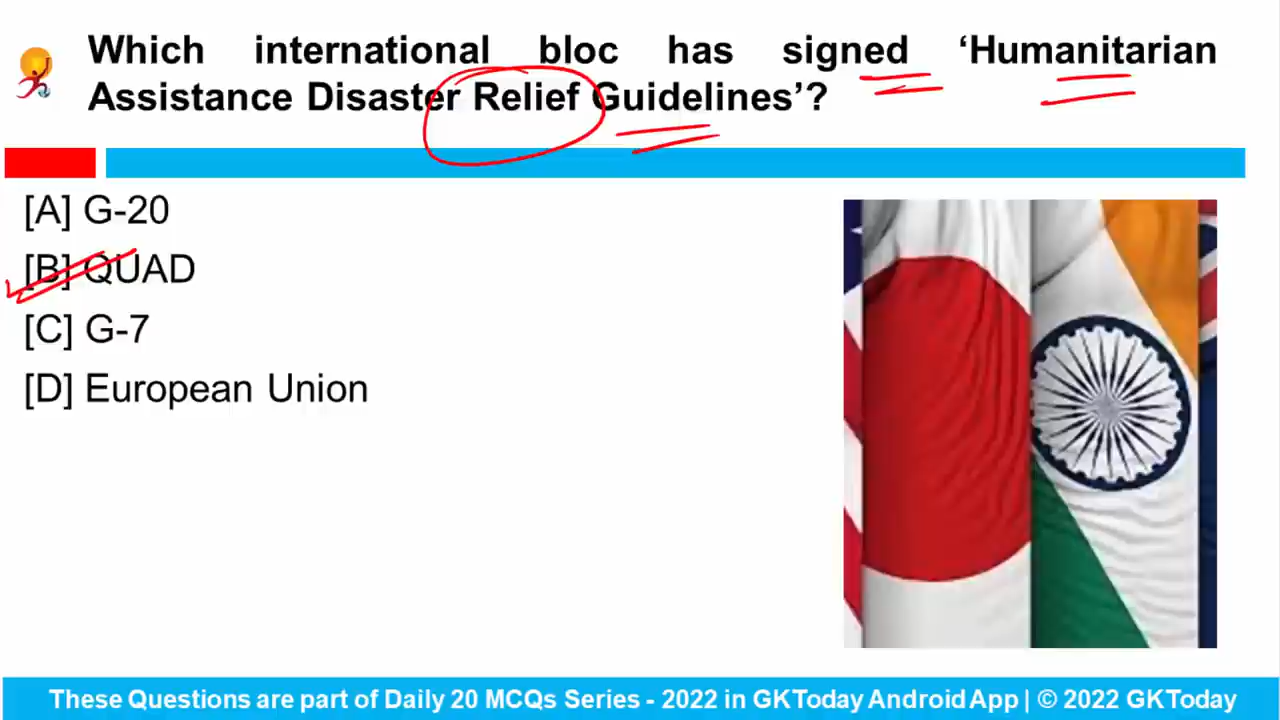 Which international bloc has signed ‘Humanitarian
Assistance Disaster Relief Guidelines’?
[A] G-20
[B] QUAD
[C] G-7
[D] European Union
These Questions are part of Daily 20 MCQs Series - 2022 in GKToday Android App | © 2022 GKToday